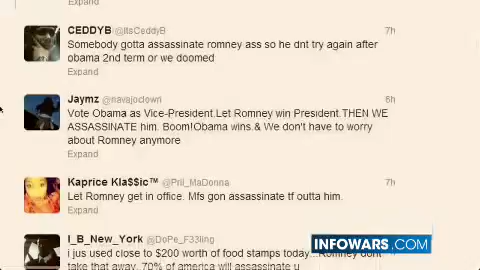 Expand
CEDDYB @ItsCeddyB 7h
Somebody gotta assassinate romney ass so he dnt try again after
obama 2nd term or we doomed
Expand
Jaymz @navajoclown 6h
Vote Obama as Vice-President.Let Romney win President.THEN WE
ASSASSINATE him. Boom!Obama wins.& We don't have to worry
about Romney anymore
Expand
Kaprice Kla$$ic™ @Pril_MaDonna 7h
Let Romney get in office. Mfs gon assassinate tf outta him.
Expand
I_B_New_York @DoPe_F33ling
i jus used close to $200 worth of food stamps today...Romney dont
take that away. 70% of america will assassinate u
INFOWARS.COM